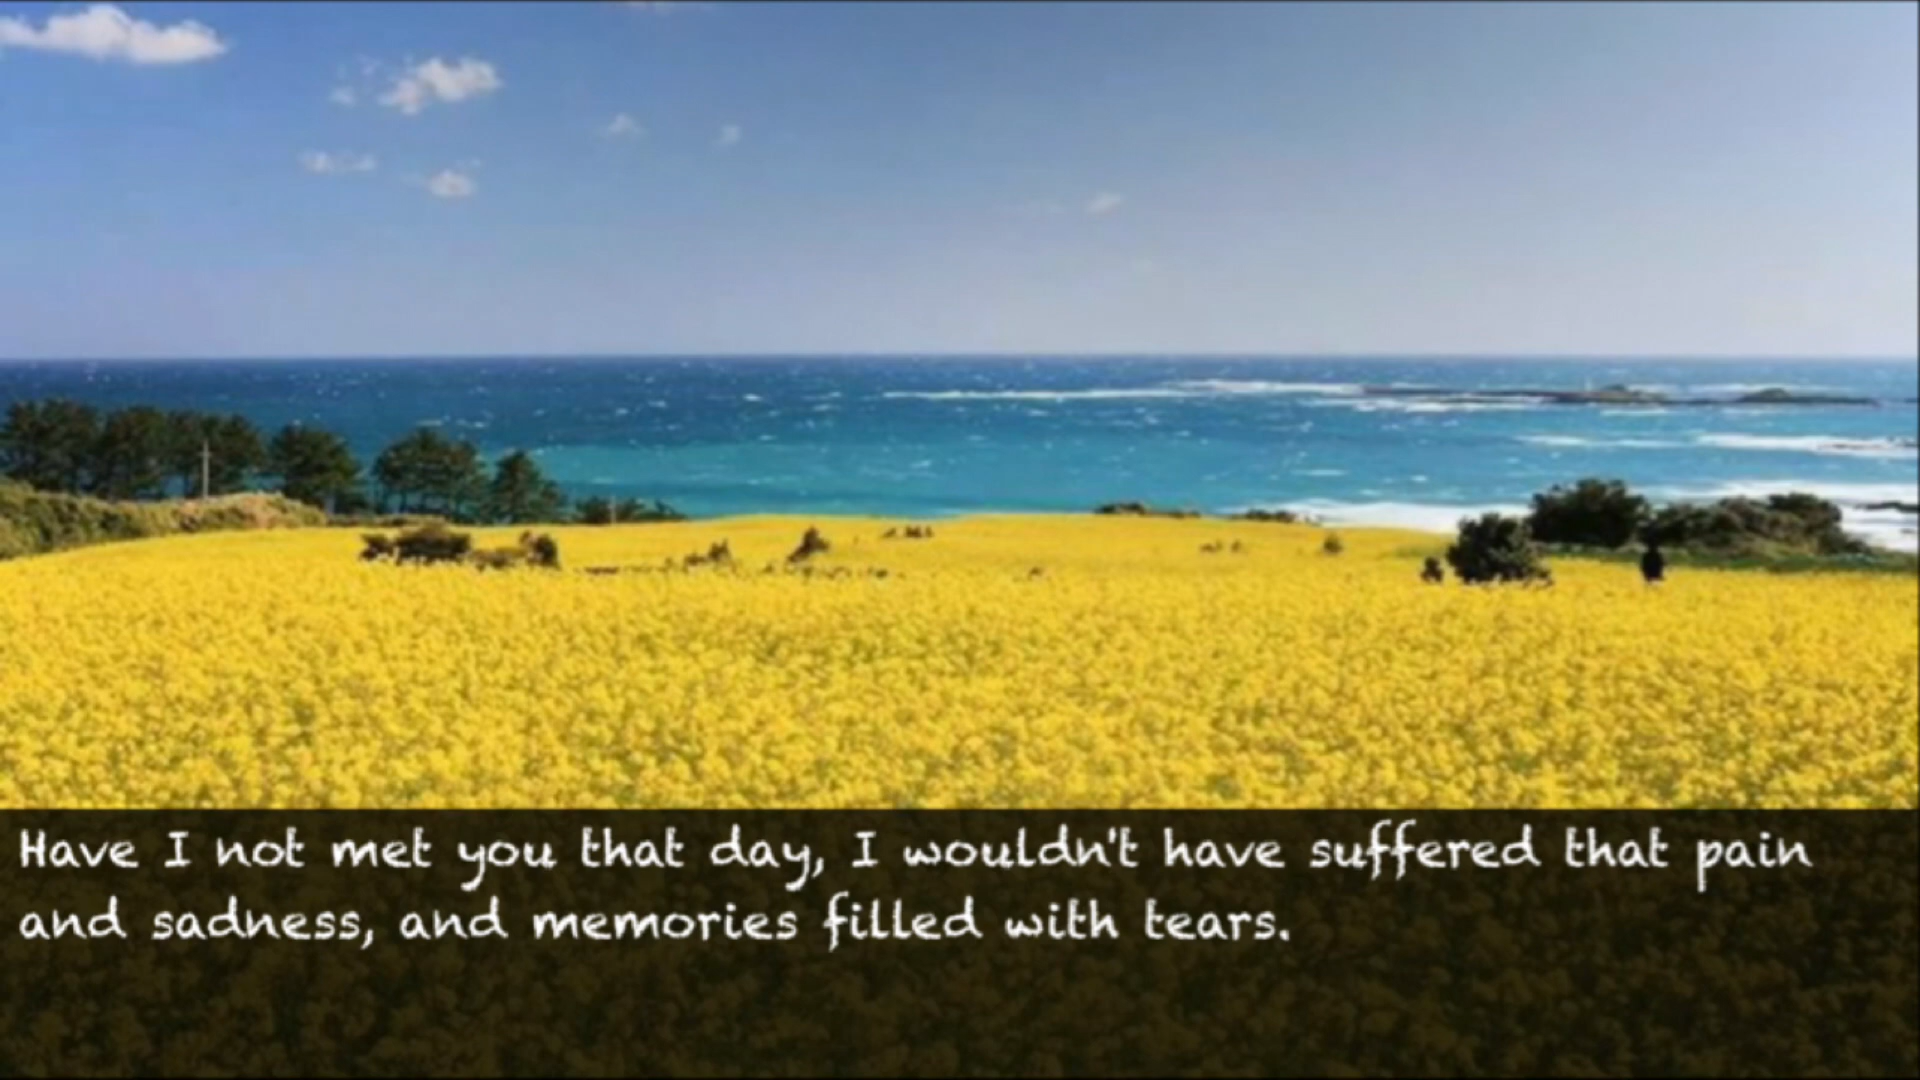 Have I not met you that day, I wouldn't have suffered that pain
and sadness, and memories filled with tears.